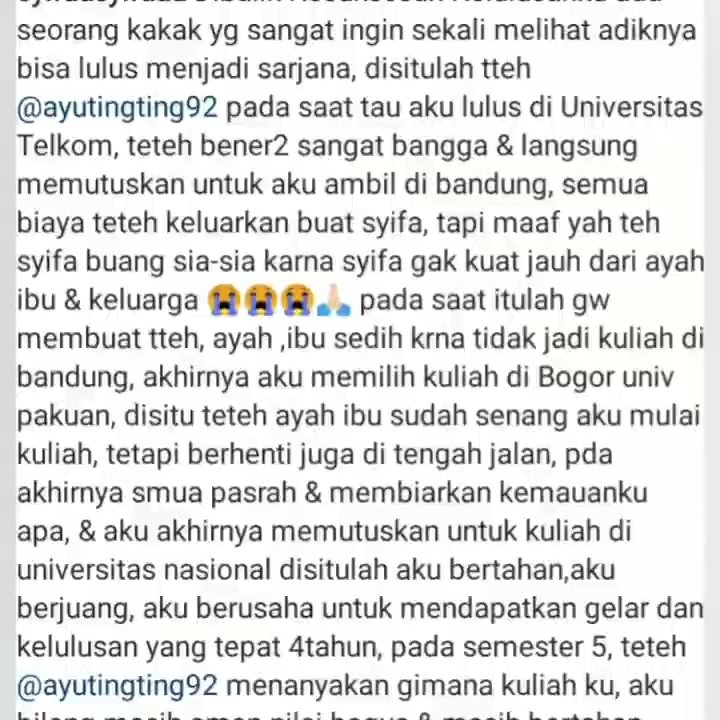 seorang kakak yg sangat ingin sekali melihat adiknya
bisa lulus menjadi sarjana, disitulah tteh
@ayutingting92 pada saat tau aku lulus di Universitas
Telkom, teteh bener2 sangat bangga & langsung
memutuskan untuk aku ambil di bandung, semua
biaya teteh keluarkan buat syifa, tapi maaf yah teh
syifa buang sia-sia karna syifa gak kuat jauh dari ayah
ibu & keluarga 😭😭😭🙏🏻 pada saat itulah gw
membuat tteh, ayah ,ibu sedih krna tidak jadi kuliah di
bandung, akhirnya aku memilih kuliah di Bogor univ
pakuan, disitu teteh ayah ibu sudah senang aku mulai
kuliah, tetapi berhenti juga di tengah jalan, pda
akhirnya smua pasrah & membiarkan kemauanku
apa, & aku akhirnya memutuskan untuk kuliah di
universitas nasional disitulah aku bertahan,aku
berjuang, aku berusaha untuk mendapatkan gelar dan
kelulusan yang tepat 4tahun, pada semester 5, teteh
@ayutingting92 menanyakan gimana kuliah ku, aku